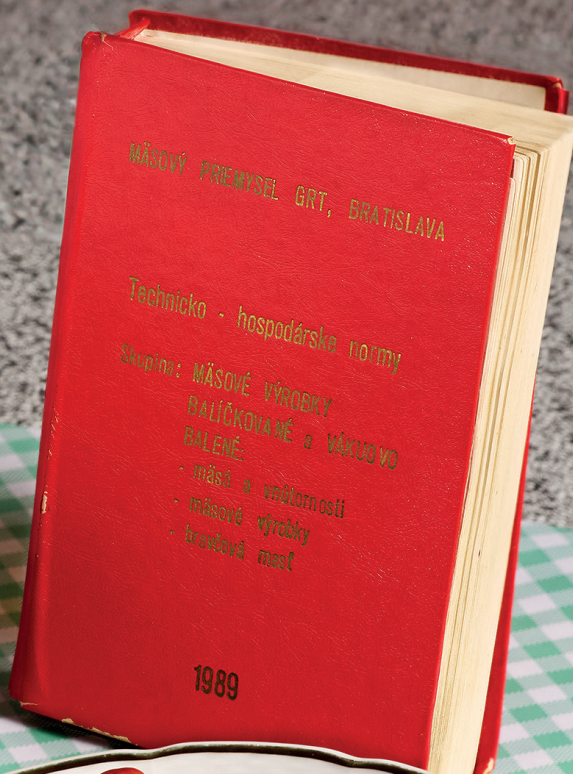 MÄSOVÝ PRIEMYSEL GRT, BRATISLAVA
Technicko - hospodárske normy
Skupina: MÄSOVÉ VÝROBKY
BALÍČKOVANÉ a VÁKUOVO
BALENÉ:
- mäsá a vnútornosti
- mäsové výrobky
- bravčová masť
1989